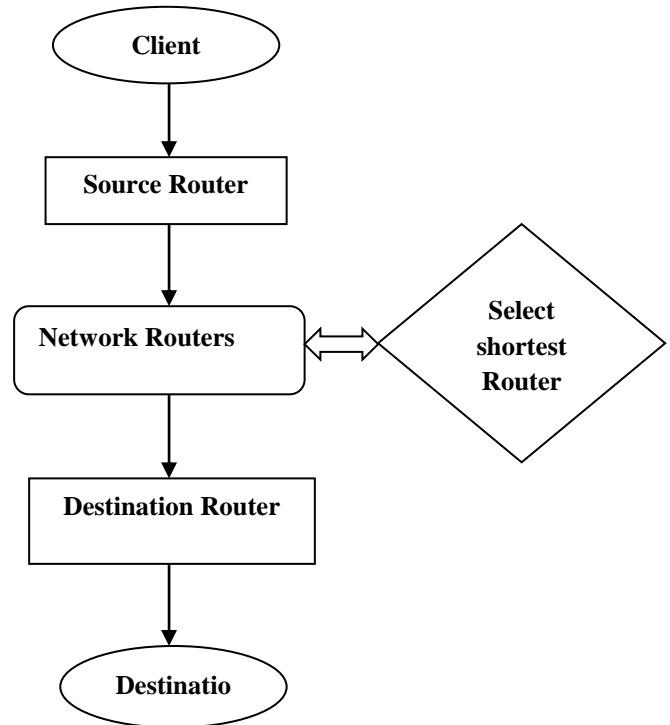 Client
Source Router
Network Routers
Select
shortest
Router
Destination Router
Destinatio